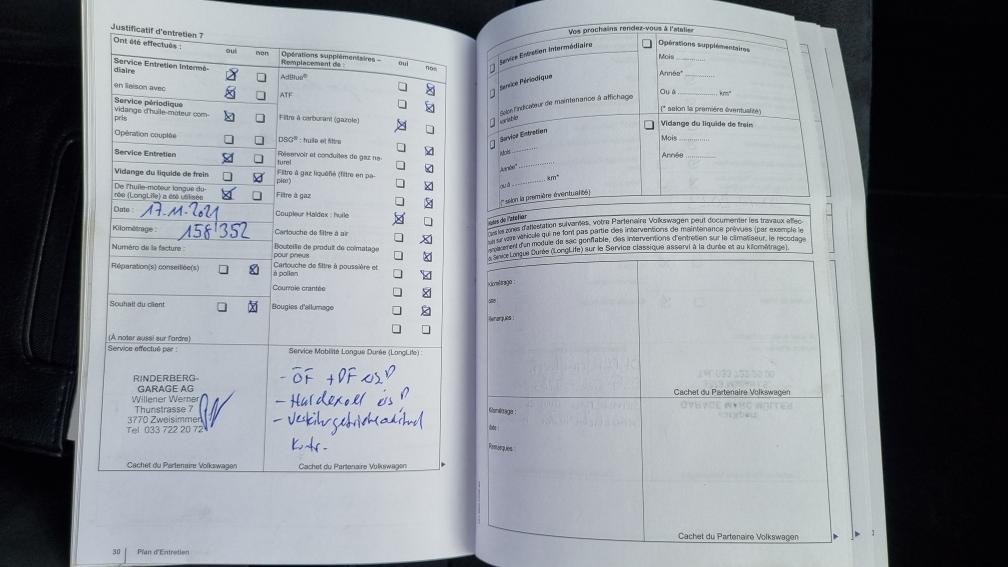 Justificatif d'entretien 7
Ont été effectués :
oui non
Service Entretien Intermé-
diaire
en liaison avec
Service périodique
vidange d'huile-moteur com-
pris
Opération couplée
Service Entretien
Vidange du liquide de frein
De l'huile-moteur longue du-
rée (LongLife) a été utilisée
Date : 17.11.2021
Kilométrage : 158'352
Numéro de la facture :
Réparation(s) conseillée(s)
Souhait du client
(À noter aussi sur l'ordre)
Opérations supplémentaires –
Remplacement de :
oui non
AdBlue®
ATF
Filtre à carburant (gazole)
DSG® : huile et filtre
Réservoir et conduites de gaz na-
turel
Filtre à gaz liquéfié (filtre en pa-
pier)
Filtre à gaz
Coupleur Haldex : huile
Cartouche de filtre à air
Bouteille de produit de colmatage
pour pneus
Cartouche de filtre à poussière et
à pollen
Courroie crantée
Bougies d'allumage
Service effectué par :
RINDERBERG-
GARAGE AG
Willener Werner
Thunstrasse 7
3770 Zweisimmen
Tel 033 722 20 72
Cachet du Partenaire Volkswagen
Service Mobilité Longue Durée (LongLife) :
- ÖF + DF
- Haldexoel
Cachet du Partenaire Volkswagen
30 Plan d'Entretien
Vos prochains rendez-vous à l'atelier
Service Entretien Intermédiaire
Service Périodique
Selon l'indicateur de maintenance à affichage
variable
Service Entretien
Mois ............
Année* ................
ou à ............... km*
(* selon la première éventualité)
Opérations supplémentaires
Mois ............
Année* .............
Ou à ................. km*
(* selon la première éventualité)
Vidange du liquide de frein
Mois ..............
Année ..............
de l'atelier
les zones d'attestation suivantes, votre Partenaire Volkswagen peut documenter les travaux effec-
sur votre véhicule qui ne font pas partie des interventions de maintenance prévues (par exemple le
d'un module de sac gonflable, des interventions d'entretien sur le climatiseur, le recodage
Service Longue Durée (LongLife) sur le Service classique asservi à la durée et au kilométrage).
Kilométrage :
Remarques :
Cachet du Partenaire Volkswagen
Kilométrage :
Remarques :
Cachet du Partenaire Volkswagen